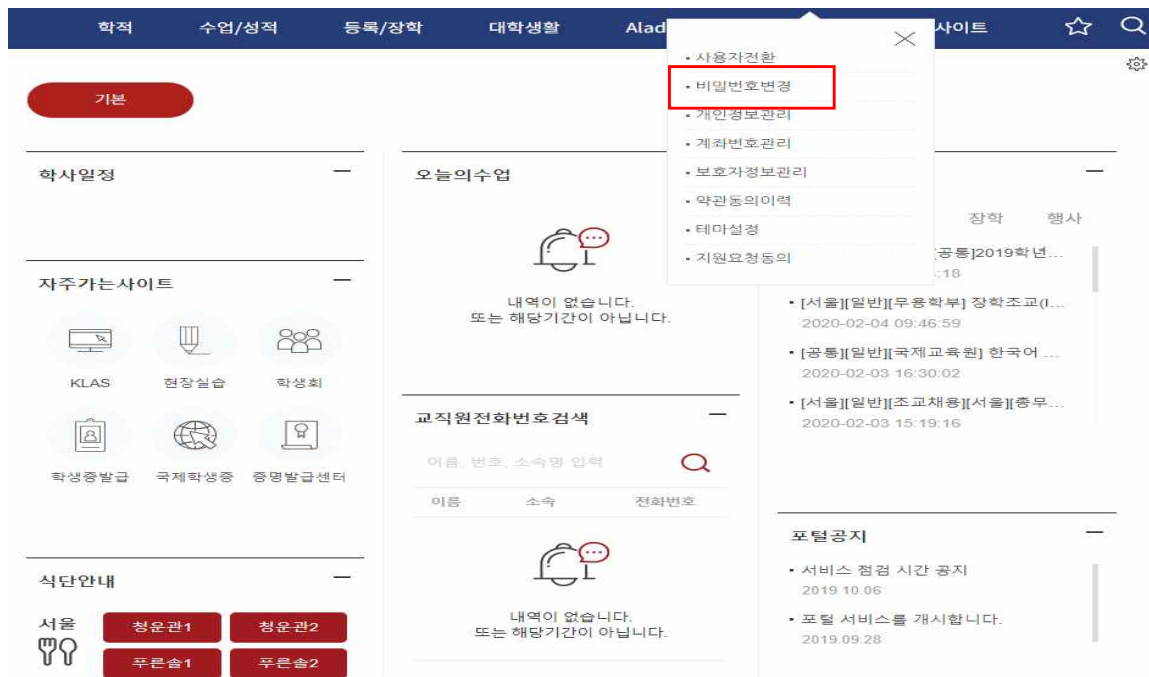 학적
수업/성적
등록/장학
대학생활
Alad
사이트
• 사용자전환
• 비밀번호변경
• 개인정보관리
• 계좌번호관리
• 보호자정보관리
• 약관동의이력
• 테마설정
• 지원요청동의
기본
학사일정
자주가는사이트
KLAS
현장실습
학생회
학생증발급
국제학생증
증명발급센터
식단안내
서울
청운관1
청운관2
푸른솔1
푸른솔2
오늘의수업
내역이 없습니다.
또는 해당기간이 아닙니다.
교직원전화번호검색
이름, 번호, 소속명 입력
이름
소속
전화번호
내역이 없습니다.
또는 해당기간이 아닙니다.
장학
행사
공통]2019학년...
:18
• [서울][일반][무용학부] 장학조교(I...
2020-02-04 09:46:59
• [공통][일반][국제교육원] 한국어 ...
2020-02-03 16:30:02
• [서울][일반][조교채용][서울][총무...
2020-02-03 15:19:16
포털공지
• 서비스 점검 시간 공지
2019.10.06
• 포털 서비스를 개시합니다.
2019.09.28